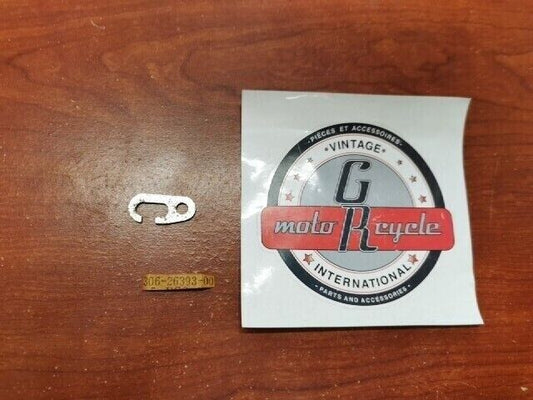 306-26393-00
·PIÈCES ET ACCESSOIRES·
•VINTAGE•
G
moto R cycle
INTERNATIONAL
·PARTS AND ACCESSORIES·